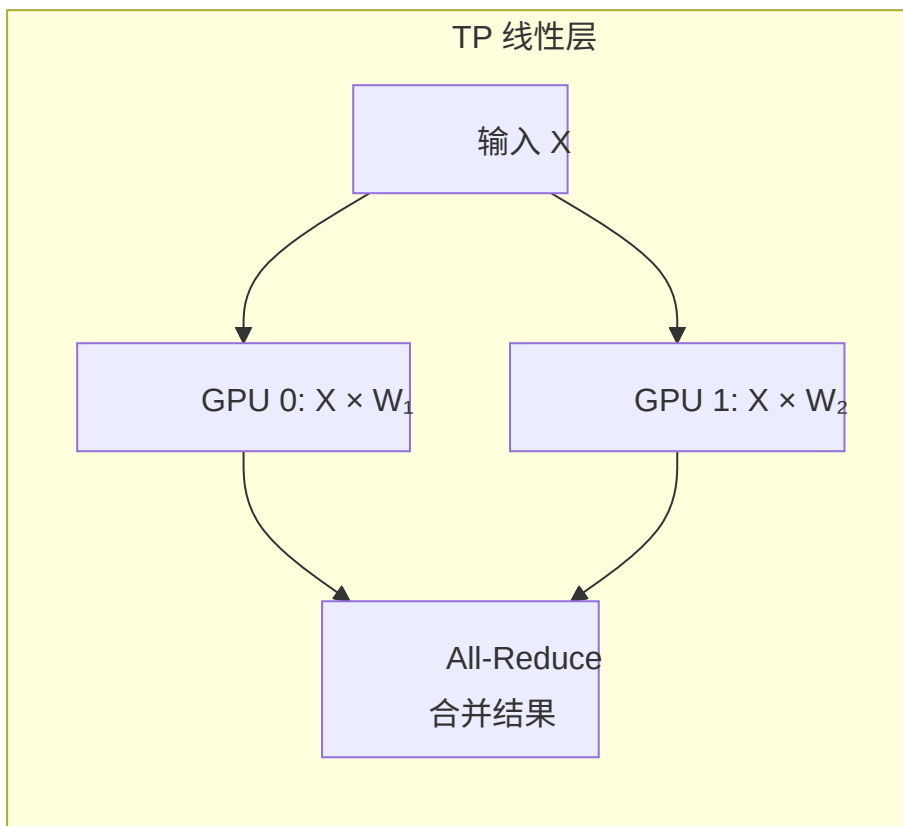 TP 线性层
输入 X
GPU 0: X × W₁
GPU 1: X × W₂
All-Reduce
合并结果